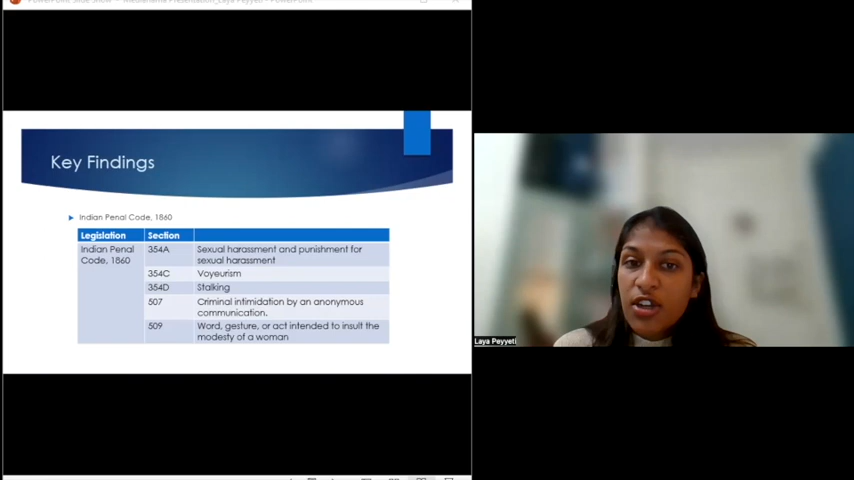 Key Findings
Indian Penal Code, 1860
Legislation Section
Indian Penal 354A Sexual harassment and punishment for
Code, 1860 sexual harassment
354C Voyeurism
354D Stalking
507 Criminal intimidation by an anonymous
communication.
509 Word, gesture, or act intended to insult the
modesty of a woman
Laya Peyyeti